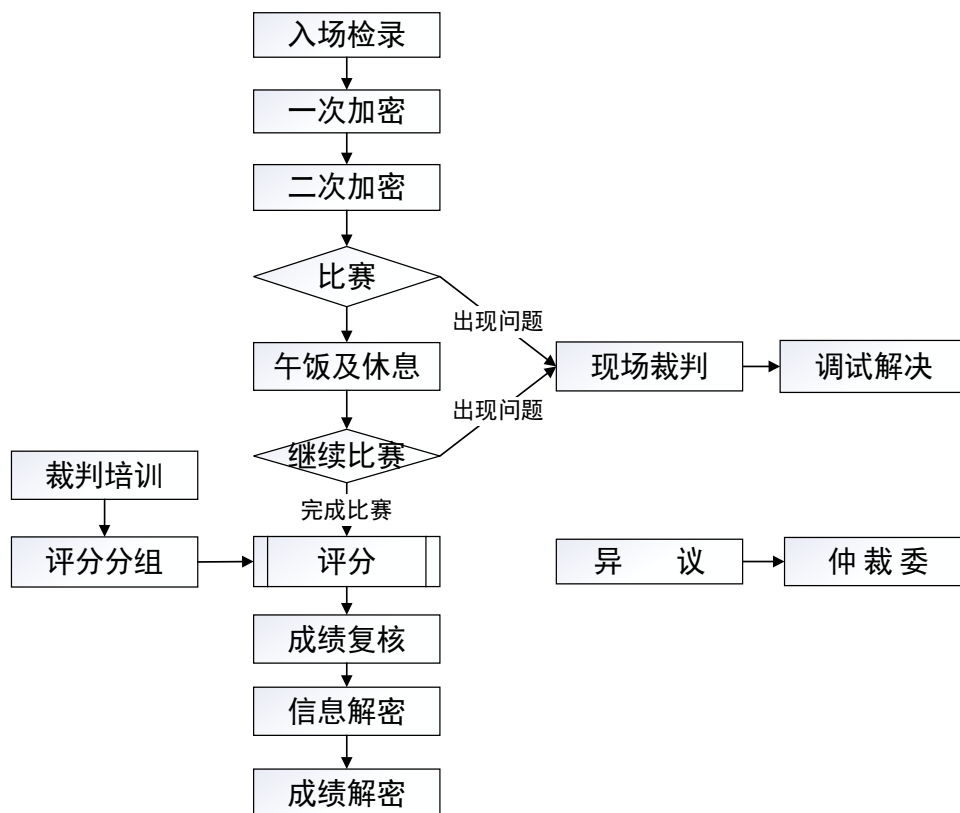 入场检录
一次加密
二次加密
比赛
出现问题
午饭及休息
现场裁判
调试解决
出现问题
继续比赛
裁判培训
完成比赛
评分分组
评分
异 议
仲 裁 委
成绩复核
信息解密
成绩解密